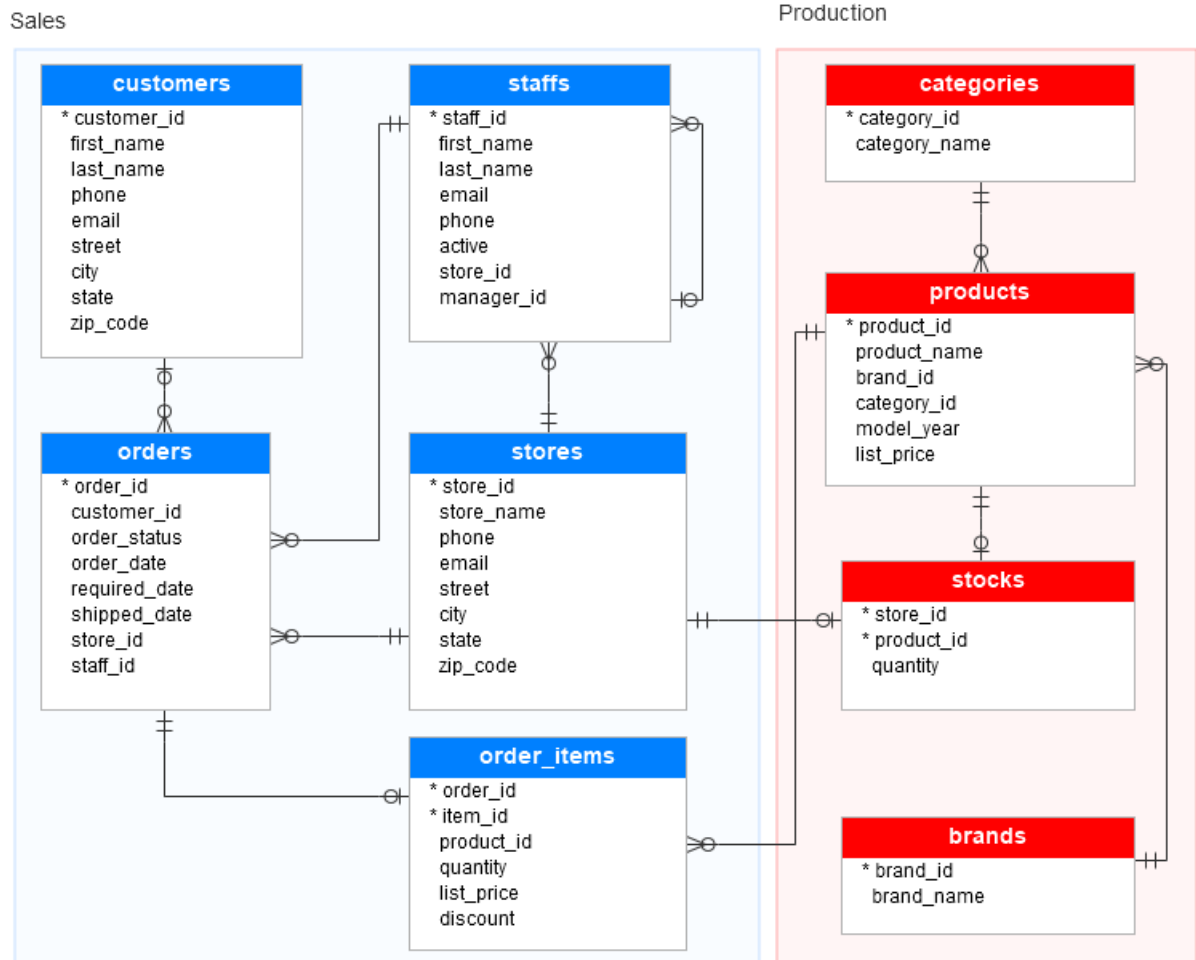 Sales
Production
customers
* customer_id
first_name
last_name
phone
email
street
city
state
zip_code
staffs
* staff_id
first_name
last_name
email
phone
active
store_id
manager_id
categories
* category_id
category_name
products
* product_id
product_name
brand_id
category_id
model_year
list_price
orders
* order_id
customer_id
order_status
order_date
required_date
shipped_date
store_id
staff_id
stores
* store_id
store_name
phone
email
street
city
state
zip_code
stocks
* store_id
* product_id
quantity
order_items
* order_id
* item_id
product_id
quantity
list_price
discount
brands
* brand_id
brand_name